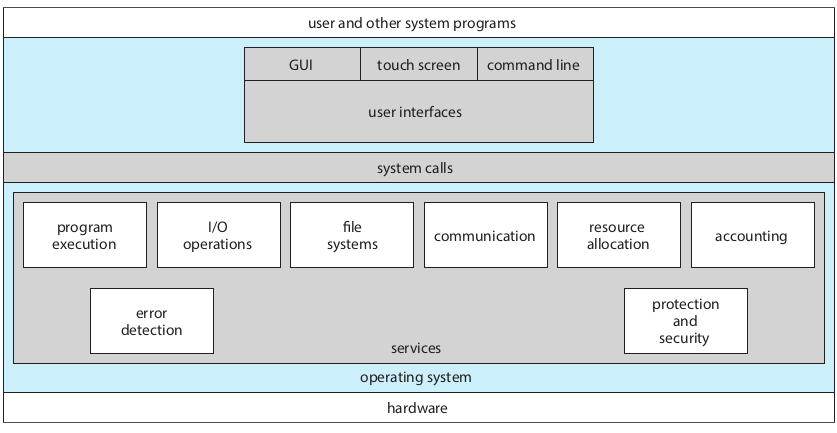 user and other system programs
GUI
touch screen
command line
user interfaces
system calls
program
execution
I/O
operations
file
systems
communication
resource
allocation
accounting
error
detection
protection
and
security
services
operating system
hardware